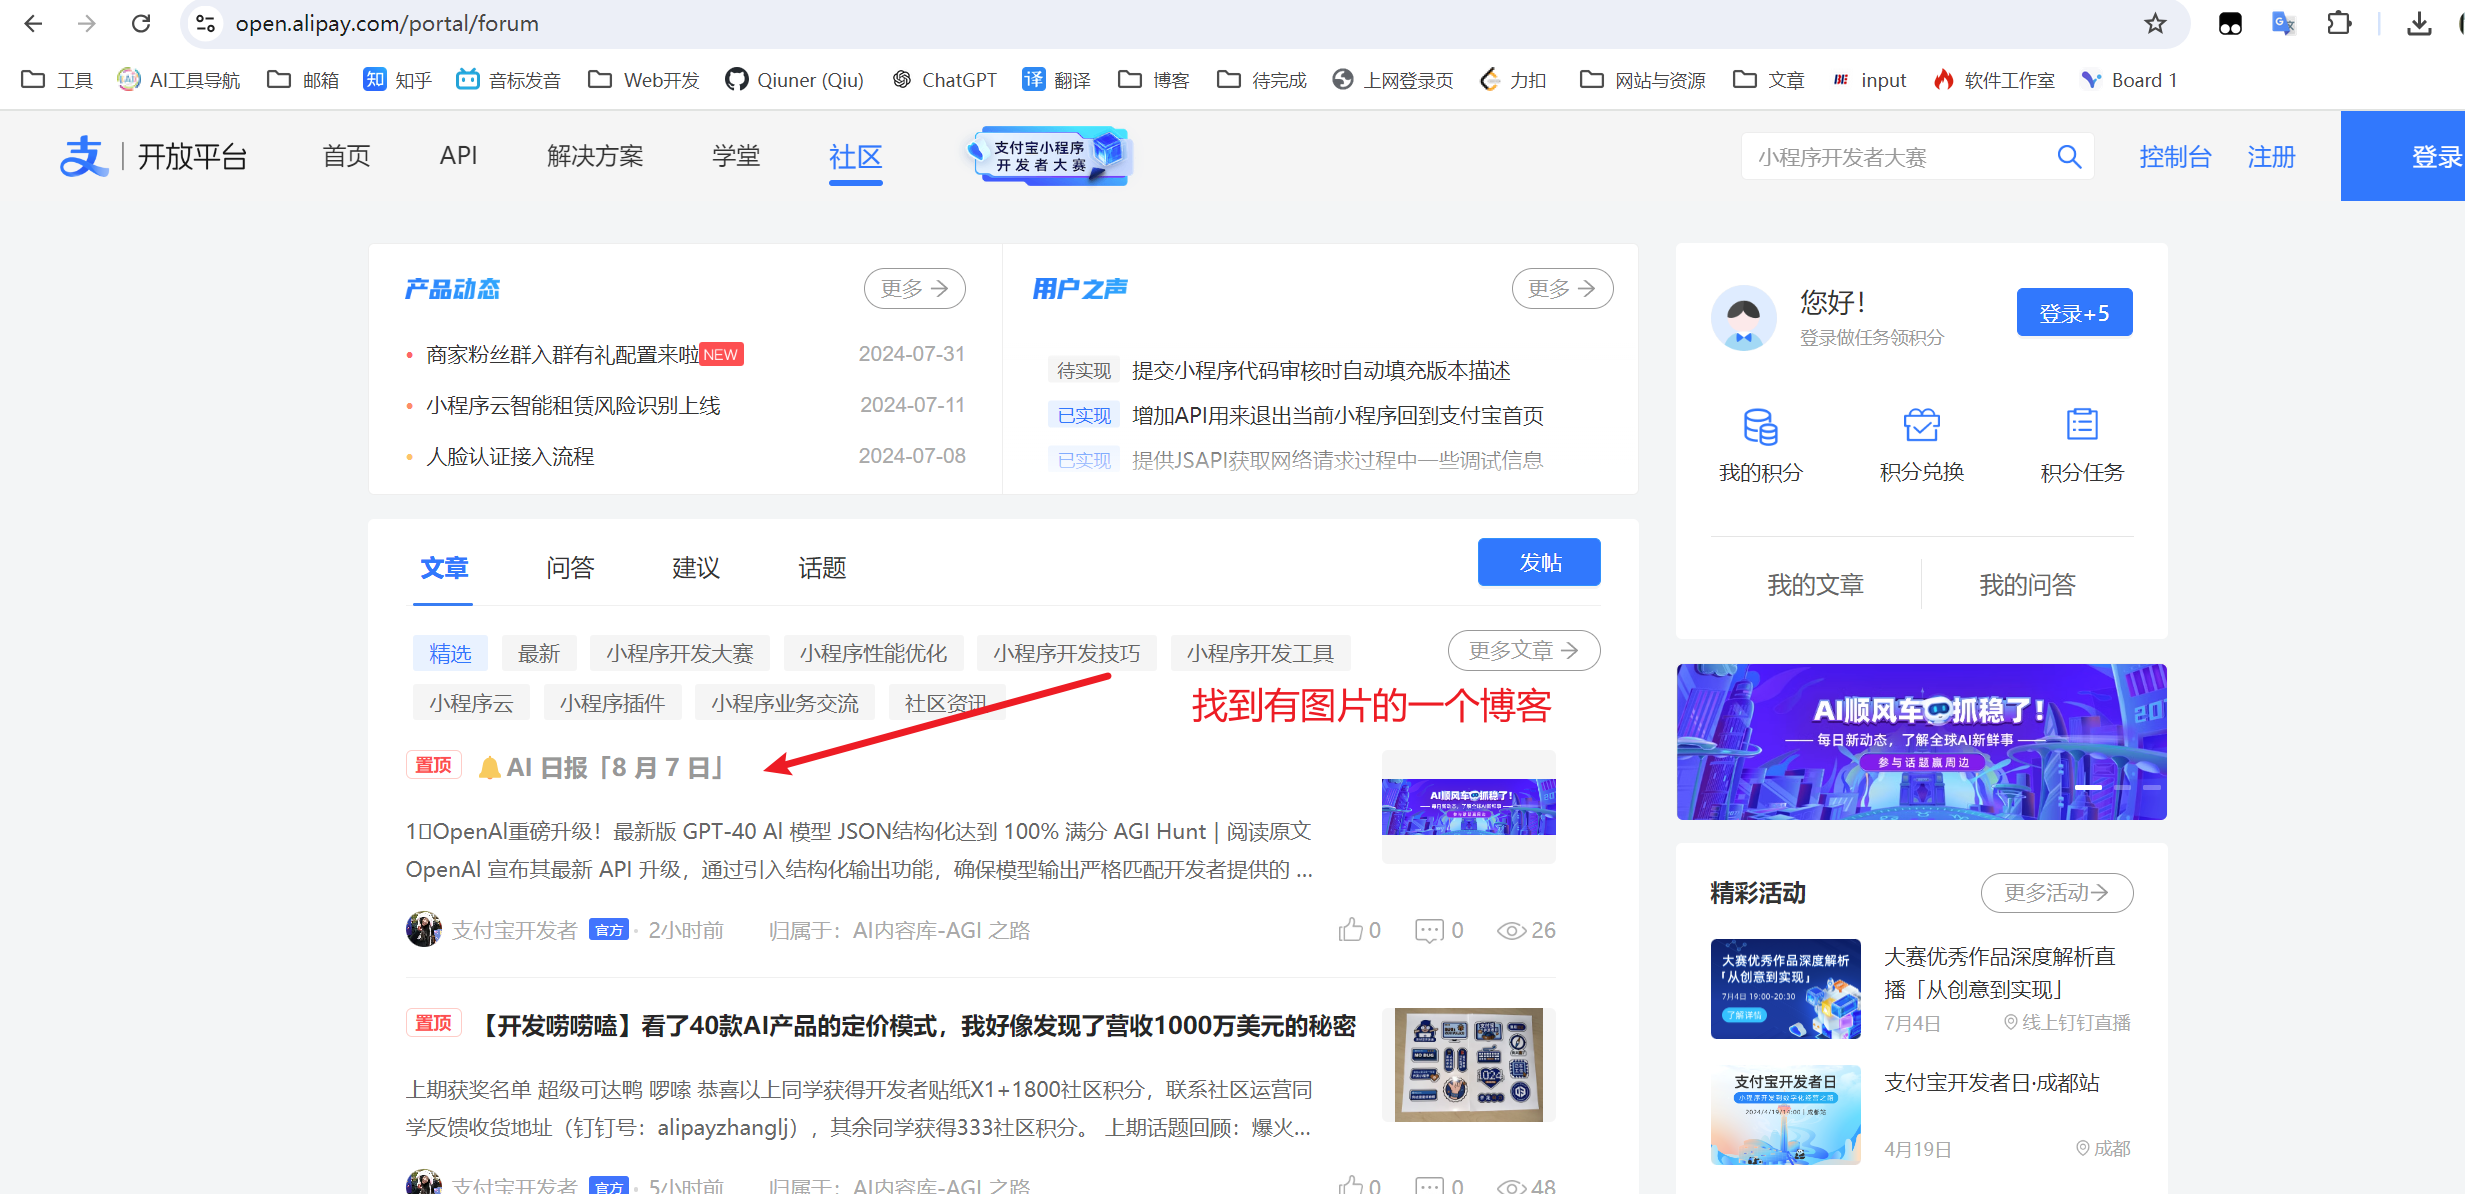 open.alipay.com/portal/forum
工具 AI工具导航 邮箱 知 知乎 音标发音 Web开发 Qiuner (Qiu) ChatGPT 译 翻译 博客 待完成 上网登录页 力扣 网站与资源 文章 input 软件工作室 Board 1
支 开放平台 首页 API 解决方案 学堂 社区 支付宝小程序 开发者大赛 小程序开发者大赛 控制台 注册 登录
产品动态 更多
商家粉丝群入群有礼配置来啦 NEW 2024-07-31
小程序云智能租赁风险识别上线 2024-07-11
人脸认证接入流程 2024-07-08
用户之声 更多
待实现 提交小程序代码审核时自动填充版本描述
已实现 增加API用来退出当前小程序回到支付宝首页
已实现 提供JSAPI获取网络请求过程中一些调试信息
您好！ 登录+5
登录做任务领积分
我的积分 积分兑换 积分任务
我的文章 我的问答
文章 问答 建议 话题 发帖
精选 最新 小程序开发大赛 小程序性能优化 小程序开发技巧 小程序开发工具 更多文章
小程序云 小程序插件 小程序业务交流 社区资讯
找到有图片的一个博客
置顶 AI 日报「8 月 7 日」
1▯OpenAI重磅升级！最新版 GPT-40 AI 模型 JSON结构化达到 100% 满分 AGI Hunt | 阅读原文
OpenAI 宣布其最新 API 升级，通过引入结构化输出功能，确保模型输出严格匹配开发者提供的 ...
AI顺风车 抓稳了！
支付宝开发者 官方 · 2小时前 归属于：AI内容库-AGI 之路 0 0 26
置顶 【开发唠唠嗑】看了40款AI产品的定价模式，我好像发现了营收1000万美元的秘密
上期获奖名单 超级可达鸭 啰嗦 恭喜以上同学获得开发者贴纸X1+1800社区积分，联系社区运营同
学反馈收货地址（钉钉号：alipayzhanglj），其余同学获得333社区积分。 上期话题回顾：爆火...
NO BUG
1024
支付宝开发者 官方 · 5小时前 归属于：AI内容库-AGI 之路 0 0 48
AI顺风车 抓稳了！
每日新动态，了解全球AI新鲜事
参与话题赢周边
精彩活动 更多活动
大赛优秀作品深度解析
「从创意到实现」
7月4日 19:00-20:30
了解详情
大赛优秀作品深度解析直
播「从创意到实现」
7月4日 线上钉钉直播
支付宝开发者日
小程序开发到数字化经营之路
2024/4/19/14:00 | 成都站
支付宝开发者日·成都站
4月19日 成都